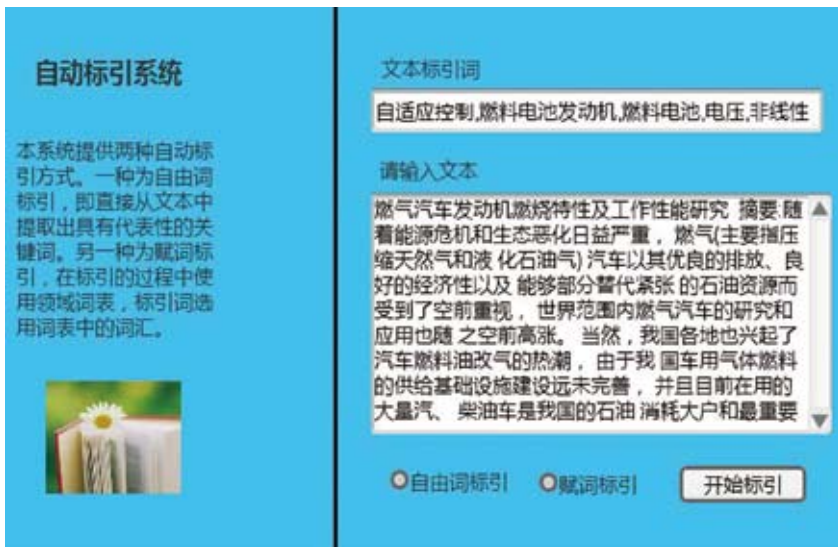 自动标引系统
本系统提供两种自动标
引方式。一种为自由词
标引，即直接从文本中
提取出具有代表性的关
键词。另一种为赋词标
引，在标引的过程中使
用领域词表，标引词选
用词表中的词汇。
文本标引词
自适应控制,燃料电池发动机,燃料电池,电压,非线性
请输入文本
燃气汽车发动机燃烧特性及工作性能研究 摘要:随
着能源危机和生态恶化日益严重， 燃气(主要指压
缩天然气和液 化石油气) 汽车以其优良的排放、良
好的经济性以及 能够部分替代紧张 的石油资源而
受到了空前重视， 世界范围内燃气汽车的研究和
应用也随 之空前高涨。 当然，我国各地也兴起了
汽车燃料油改气的热潮， 由于我 国车用气体燃料
的供给基础设施建设远未完善， 并且目前在用的
大量汽、 柴油车是我国的石油 消耗大户和最重要
自由词标引 赋词标引 开始标引